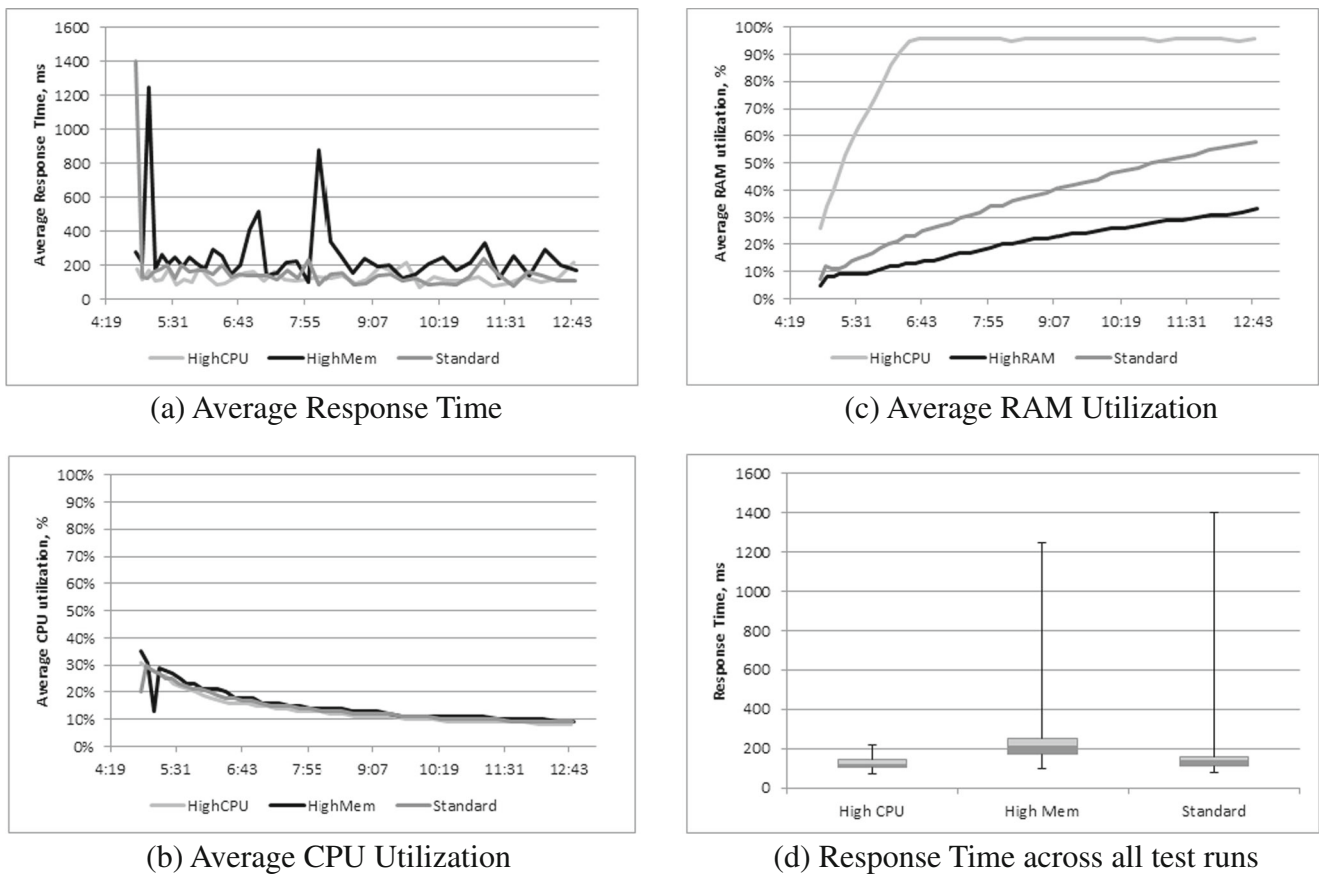 1600
1400
1200
1000
800
600
400
200
0
Average Response TIme, ms
4:19 5:31 6:43 7:55 9:07 10:19 11:31 12:43
HighCPU HighMem Standard
(a) Average Response Time
100%
90%
80%
70%
60%
50%
40%
30%
20%
10%
0%
Average RAM utilization, %
4:19 5:31 6:43 7:55 9:07 10:19 11:31 12:43
HighCPU HighRAM Standard
(c) Average RAM Utilization
100%
90%
80%
70%
60%
50%
40%
30%
20%
10%
0%
Average CPU utilization, %
4:19 5:31 6:43 7:55 9:07 10:19 11:31 12:43
HighCPU HighMem Standard
(b) Average CPU Utilization
1600
1400
1200
1000
800
600
400
200
0
Response Time, ms
High CPU High Mem Standard
(d) Response Time across all test runs